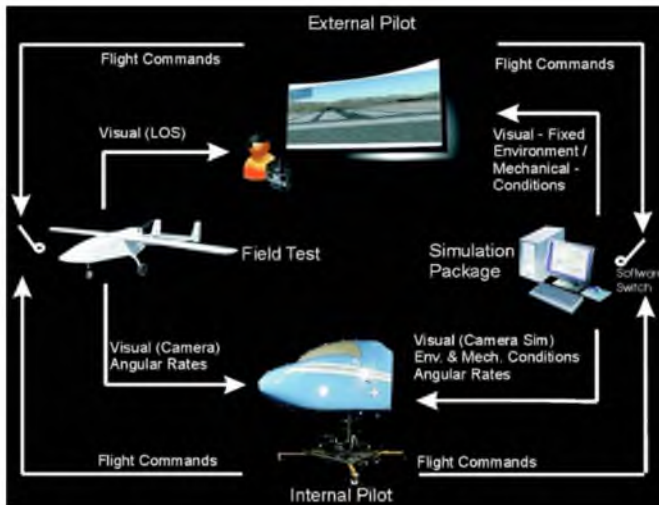 External Pilot
Flight Commands
Flight Commands
Visual (LOS)
Visual - Fixed
Environment /
Mechanical -
Conditions
Field Test
Simulation
Package
Software
Switch
Visual (Camera)
Angular Rates
Visual (Camera Sim)
Env. & Mech. Conditions
Angular Rates
Flight Commands
Flight Commands
Internal Pilot